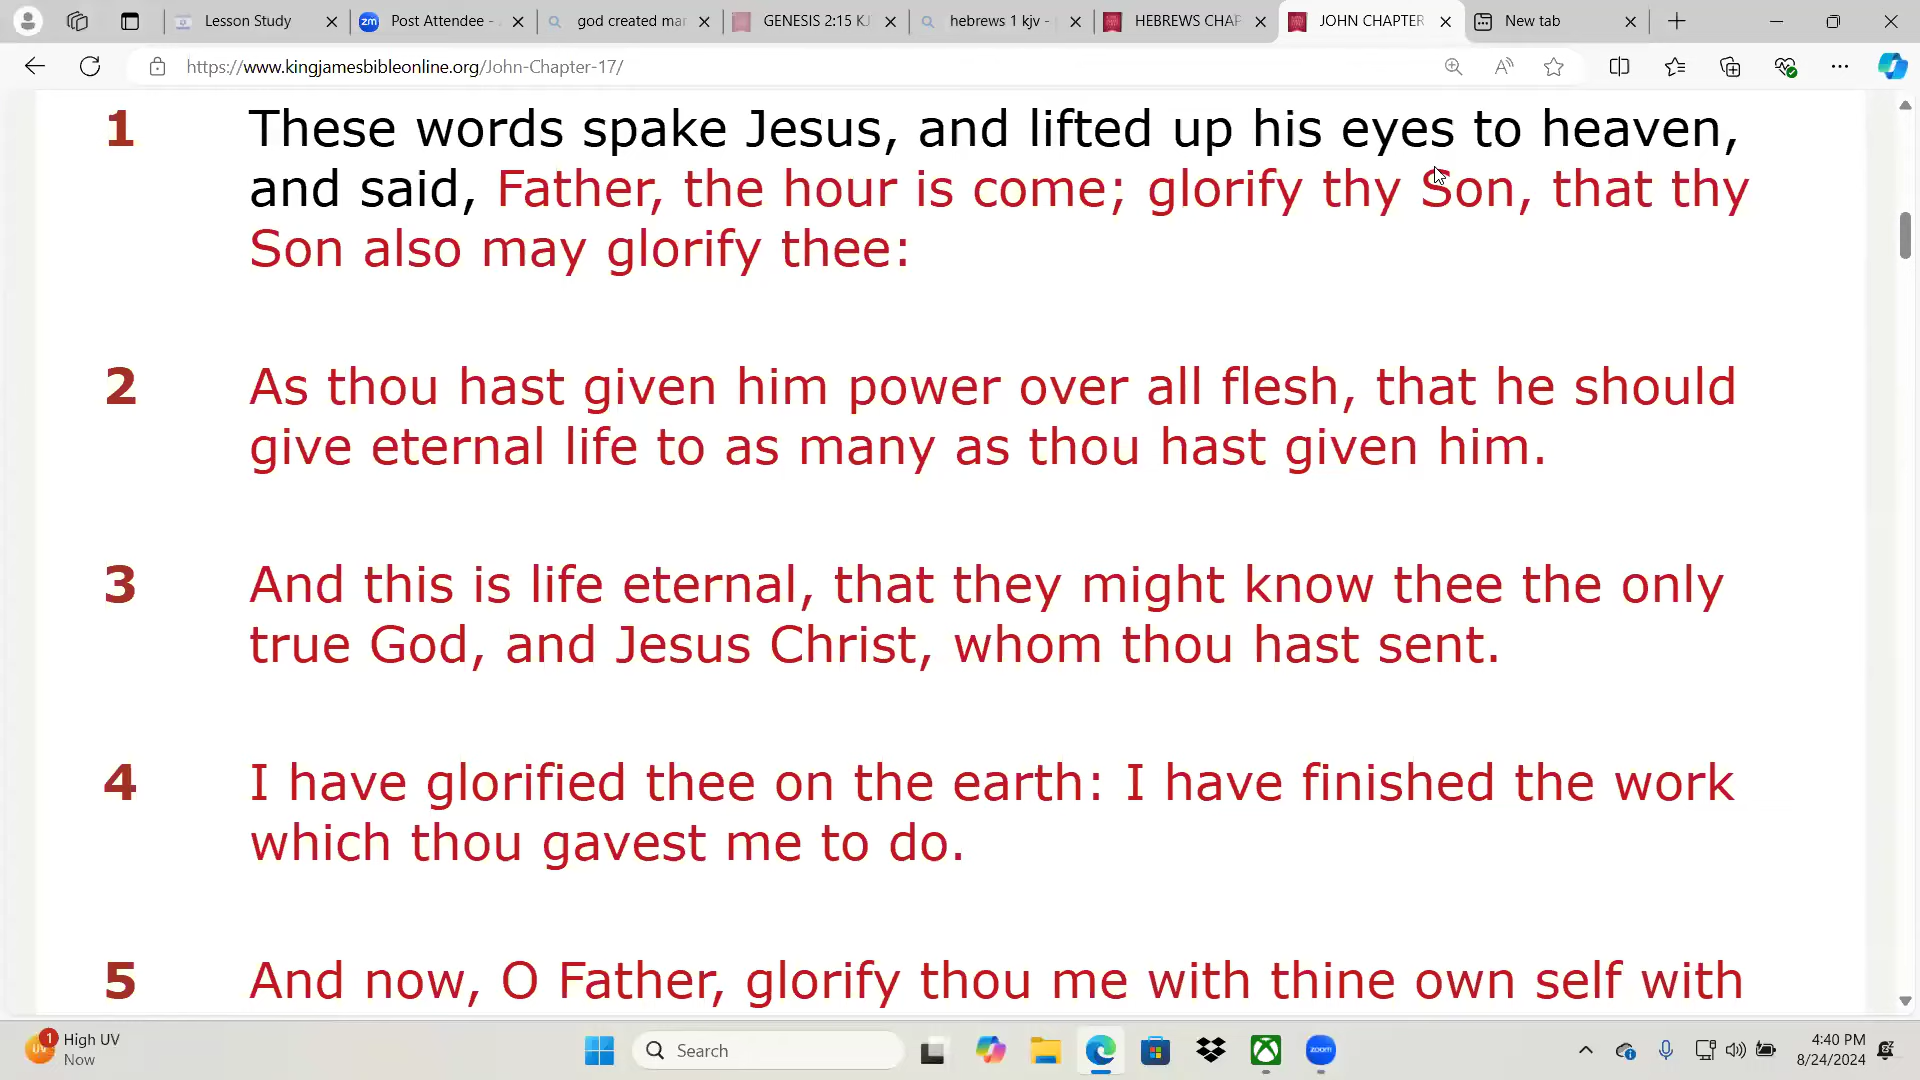 Lesson Study
Post Attendee -
god created mar
GENESIS 2:15 KJ
hebrews 1 kjv -
HEBREWS CHAP
JOHN CHAPTER
New tab
https://www.kingjamesbibleonline.org/John-Chapter-17/
1 These words spake Jesus, and lifted up his eyes to heaven,
and said, Father, the hour is come; glorify thy Son, that thy
Son also may glorify thee:
2 As thou hast given him power over all flesh, that he should
give eternal life to as many as thou hast given him.
3 And this is life eternal, that they might know thee the only
true God, and Jesus Christ, whom thou hast sent.
4 I have glorified thee on the earth: I have finished the work
which thou gavest me to do.
5 And now, O Father, glorify thou me with thine own self with
1
High UV
Now
Search
zoom
4:40 PM
8/24/2024